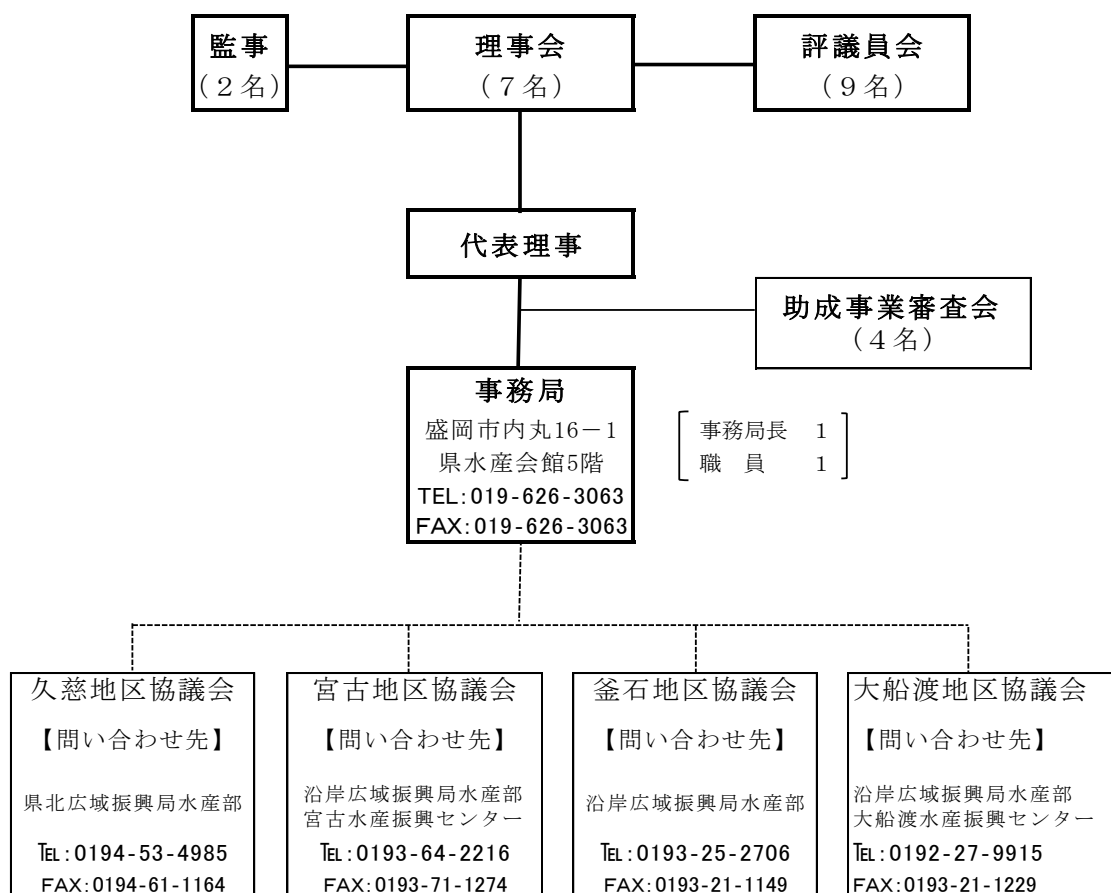 監事
(2名)
理事会
(7名)
評議員会
(9名)
代表理事
助成事業審査会
(4名)
事務局
盛岡市内丸16－1
県水産会館5階
TEL:019-626-3063
FAX:019-626-3063
事務局長 1
職 員 1
久慈地区協議会
【問い合わせ先】
県北広域振興局水産部
℡:0194-53-4985
FAX:0194-61-1164
宮古地区協議会
【問い合わせ先】
沿岸広域振興局水産部
宮古水産振興センター
℡:0193-64-2216
FAX:0193-71-1274
釜石地区協議会
【問い合わせ先】
沿岸広域振興局水産部
℡:0193-25-2706
FAX:0193-21-1149
大船渡地区協議会
【問い合わせ先】
沿岸広域振興局水産部
大船渡水産振興センター
℡:0192-27-9915
FAX:0193-21-1229